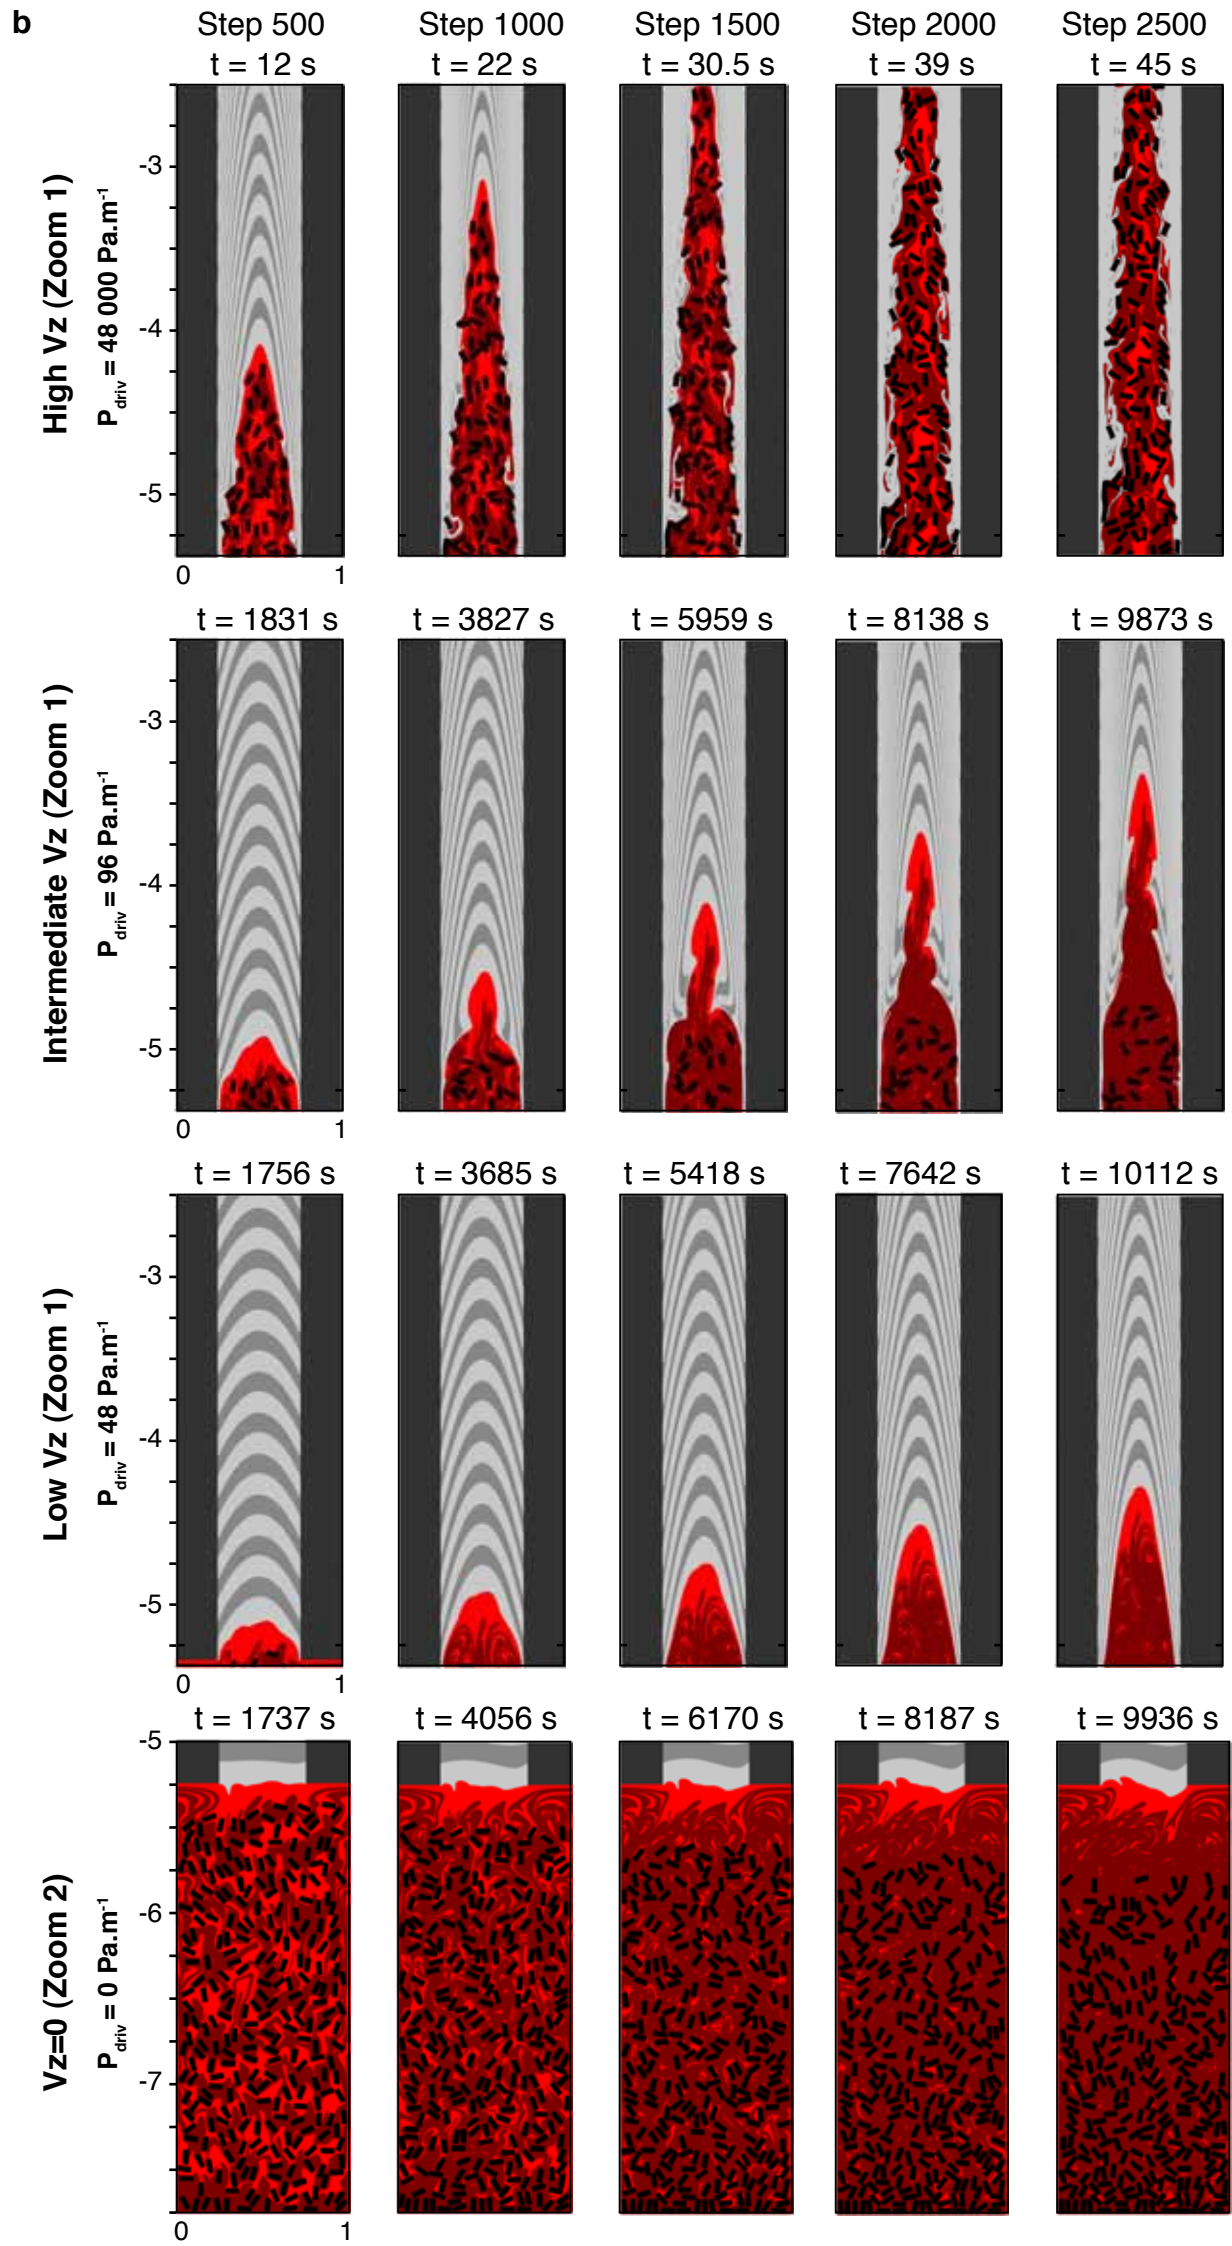 b
Step 500
Step 1000
Step 1500
Step 2000
Step 2500
t = 12 s
t = 22 s
t = 30.5 s
t = 39 s
t = 45 s
High Vz (Zoom 1)
P_driv = 48 000 Pa.m⁻¹
-3
-4
-5
0 1
t = 1831 s
t = 3827 s
t = 5959 s
t = 8138 s
t = 9873 s
Intermediate Vz (Zoom 1)
P_driv = 96 Pa.m⁻¹
-3
-4
-5
0 1
t = 1756 s
t = 3685 s
t = 5418 s
t = 7642 s
t = 10112 s
Low Vz (Zoom 1)
P_driv = 48 Pa.m⁻¹
-3
-4
-5
0 1
t = 1737 s
t = 4056 s
t = 6170 s
t = 8187 s
t = 9936 s
Vz=0 (Zoom 2)
P_driv = 0 Pa.m⁻¹
-5
-6
-7
0 1